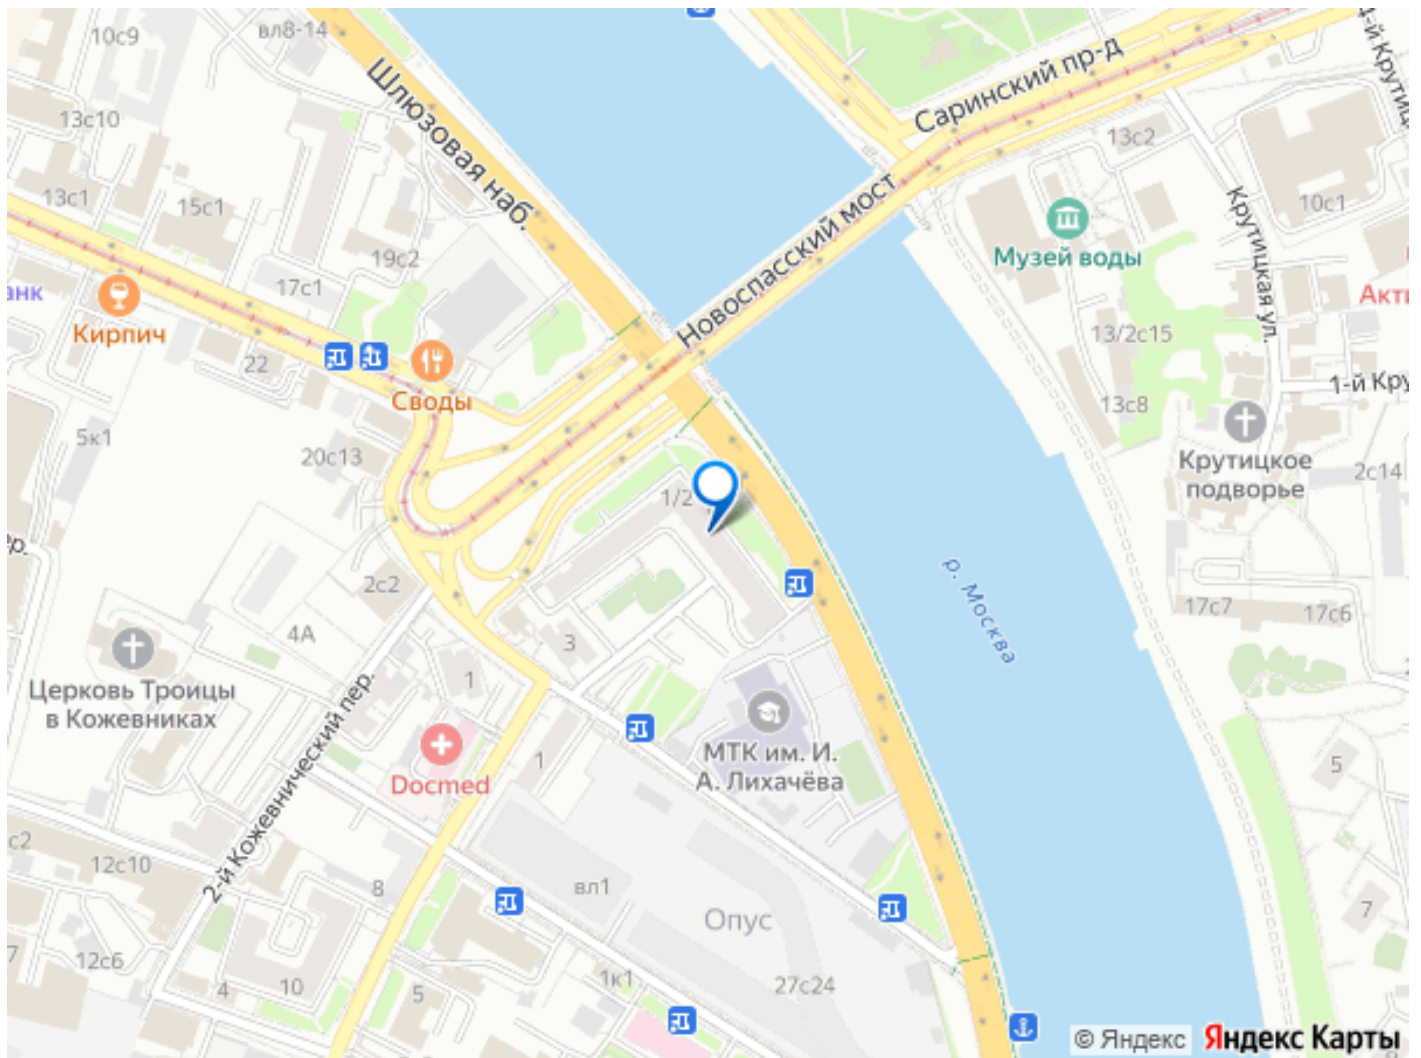 10с9
вл8-14
Шлюзовая наб.
13с10
13с1
15с1
19с2
17с1
Кирпич
22
Своды
5к1
20с13
Новоспасский мост
Саринский пр-д
13с2
Музей воды
Крутицкая ул.
10с1
13/2с15
13с8
Крутицкое
подворье
2с14
1/2
р. Москва
17с7
17с6
2с2
4А
3
1
Церковь Троицы
в Кожевниках
2-й Кожевнический пер.
Docmed
1
МТК им. И.
А. Лихачёва
5
12с10
8
вл1
Опус
7
12с6
4
10
5
1к1
27с24
© Яндекс
Яндекс Карты